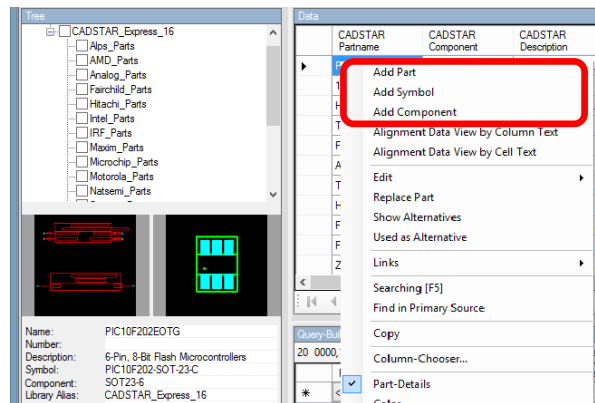 Tree
CADSTAR_Express_16
Alps_Parts
AMD_Parts
Analog_Parts
Fairchild_Parts
Hitachi_Parts
Intel_Parts
IRF_Parts
Maxim_Parts
Microchip_Parts
Motorola_Parts
Natsemi_Parts
Name: PIC10F202EOTG
Number:
Description: 6-Pin, 8-Bit Flash Microcontrollers
Symbol: PIC10F202-SOT-23-C
Component: SOT23-6
Library Alias: CADSTAR_Express_16
Data
CADSTAR Partname
CADSTAR Component
CADSTAR Description
1
H
T
F
A
T
H
F
F
Z
Add Part
Add Symbol
Add Component
Alignment Data View by Column Text
Alignment Data View by Cell Text
Edit
Replace Part
Show Alternatives
Used as Alternative
Links
Searching [F5]
Find in Primary Source
Copy
Column-Chooser...
Part-Details
Color
Query-Bui
20 0000,